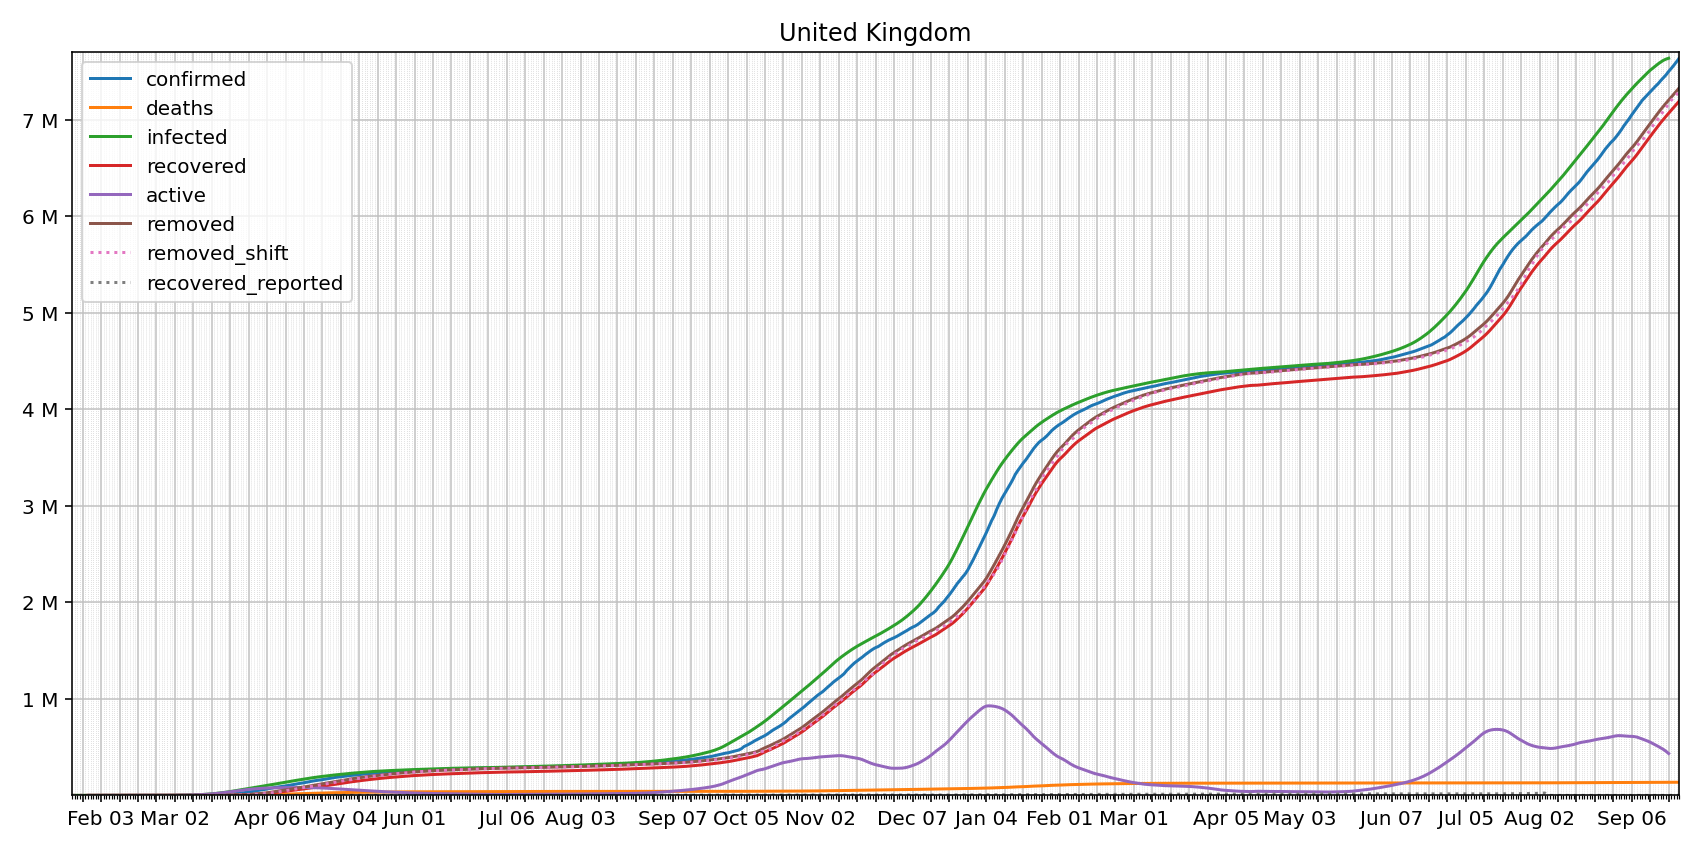 United Kingdom
confirmed
deaths
infected
recovered
active
removed
removed_shift
recovered_reported
7 M
6 M
5 M
4 M
3 M
2 M
1 M
Feb 03 Mar 02 Apr 06 May 04 Jun 01 Jul 06 Aug 03 Sep 07 Oct 05 Nov 02 Dec 07 Jan 04 Feb 01 Mar 01 Apr 05 May 03 Jun 07 Jul 05 Aug 02 Sep 06